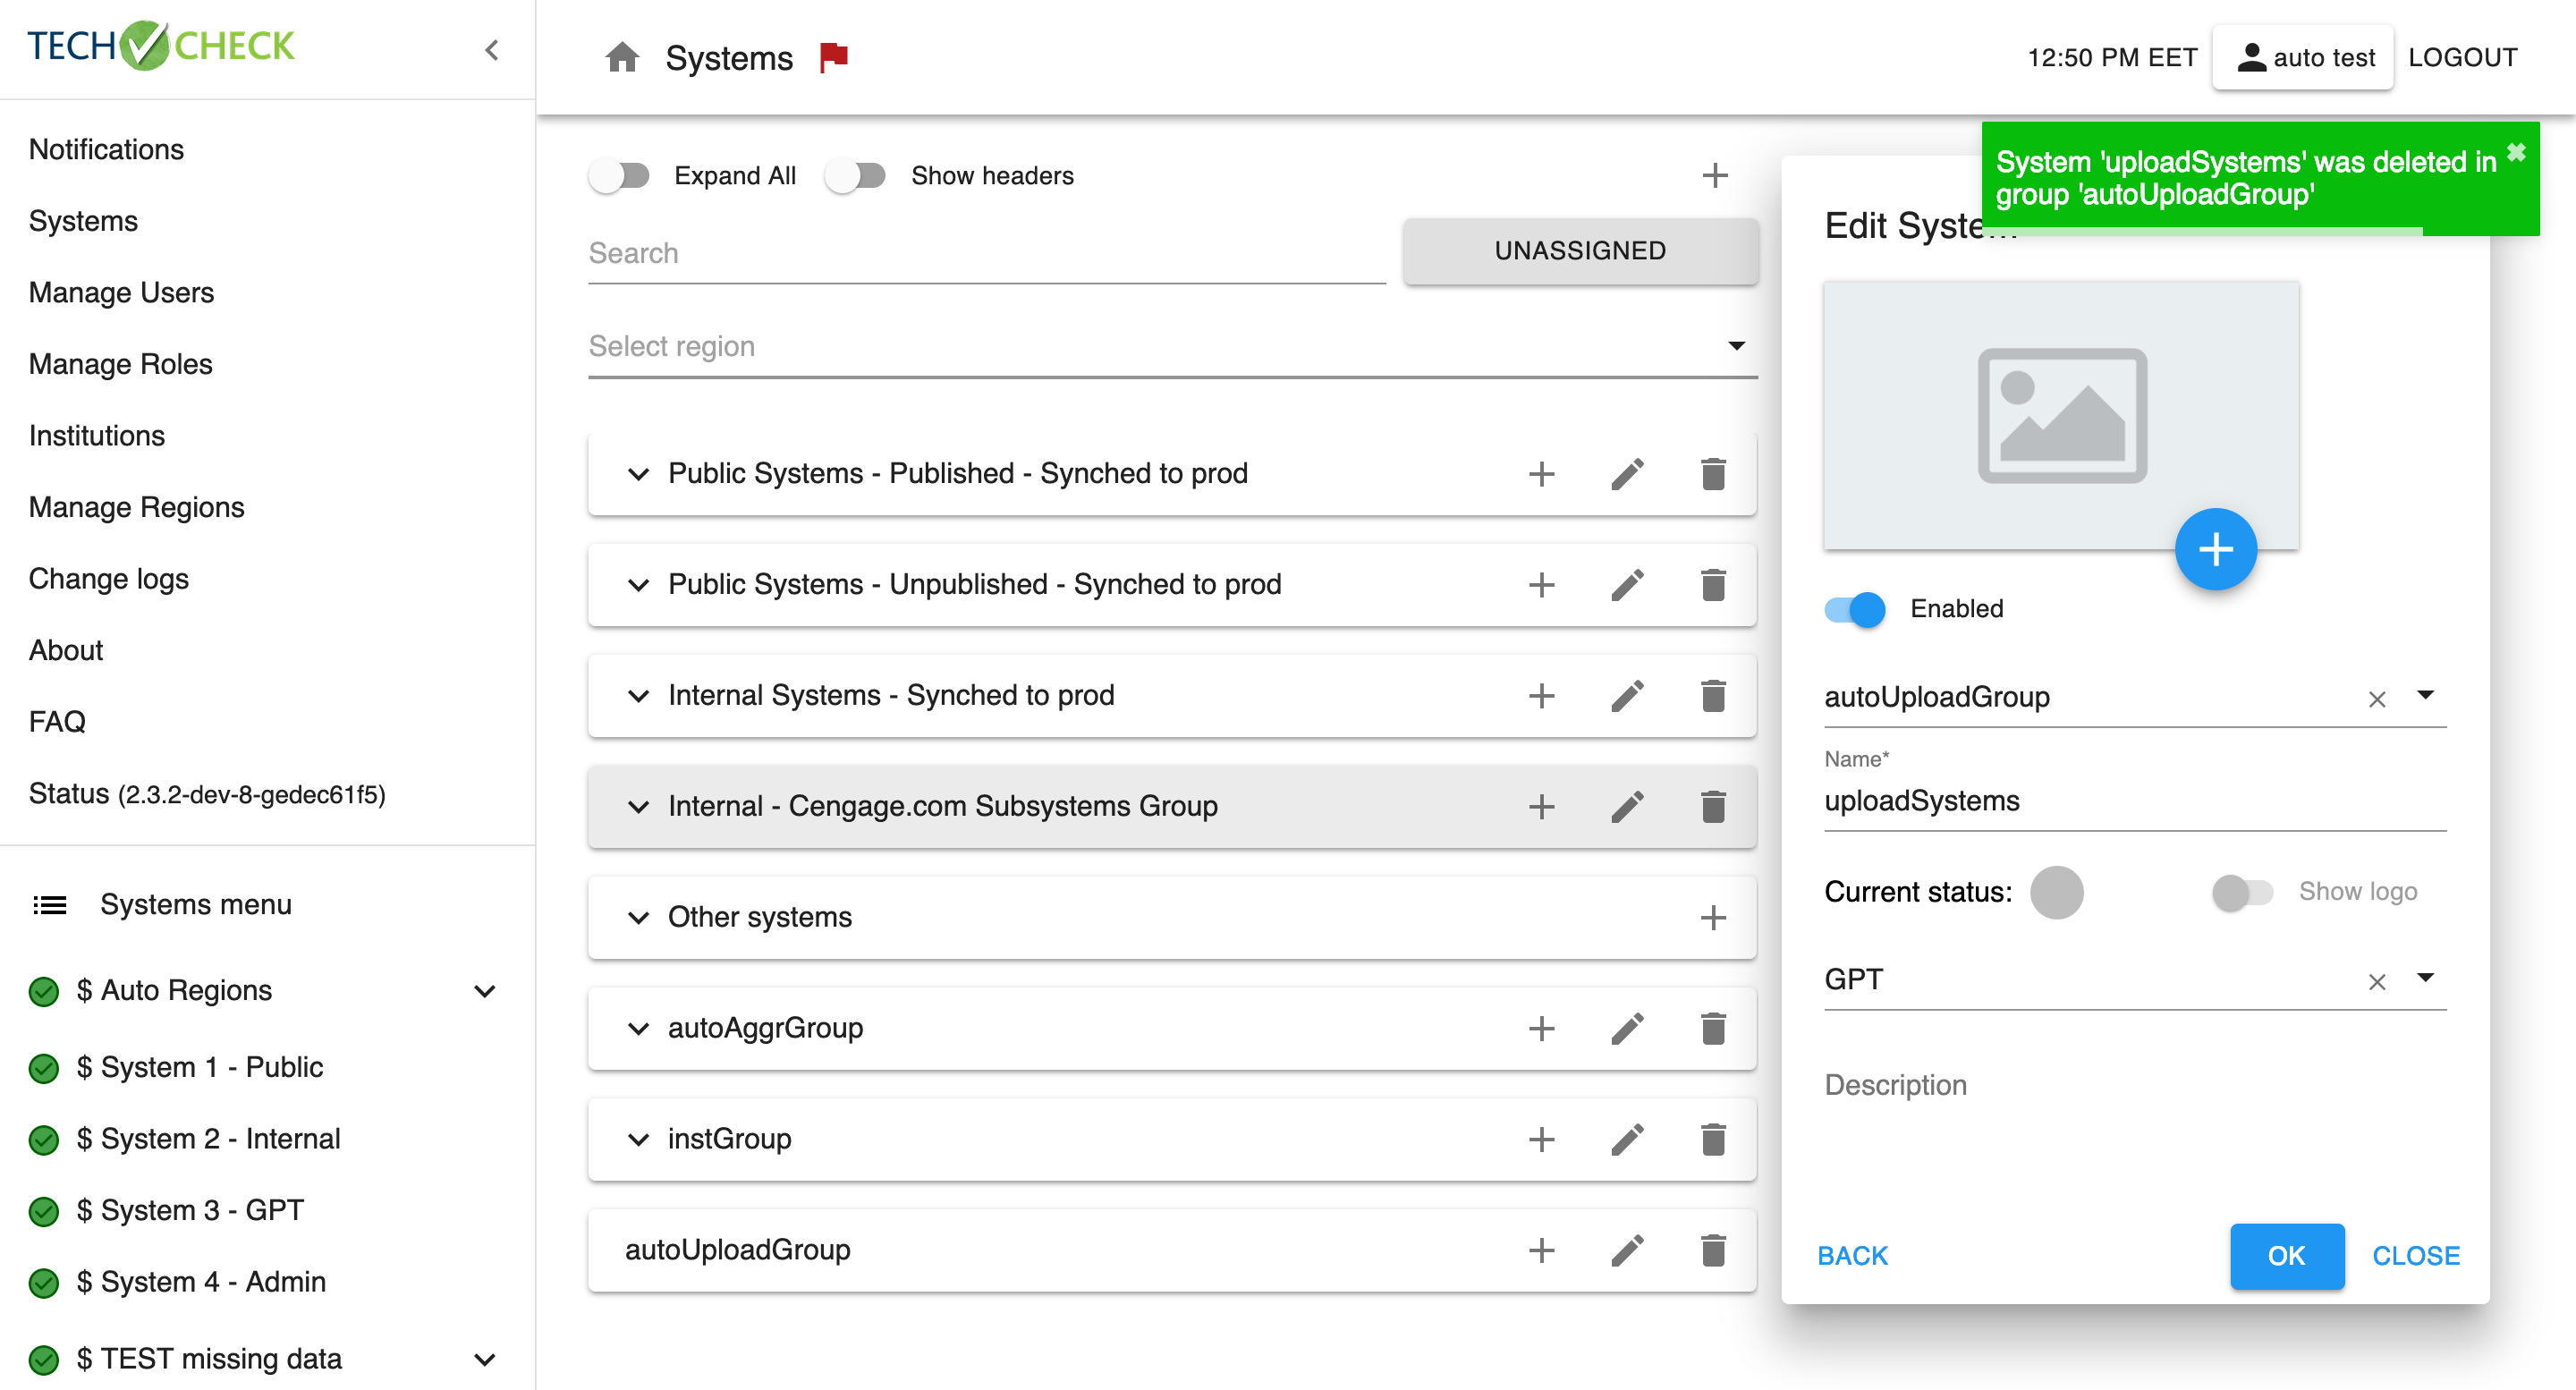 TECH CHECK
Notifications
Systems
Manage Users
Manage Roles
Institutions
Manage Regions
Change logs
About
FAQ
Status (2.3.2-dev-8-gedec61f5)
Systems menu
$ Auto Regions
$ System 1 - Public
$ System 2 - Internal
$ System 3 - GPT
$ System 4 - Admin
$ TEST missing data
Systems
12:50 PM EET
auto test
LOGOUT
Expand All
Show headers
Search
UNASSIGNED
Select region
Public Systems - Published - Synched to prod
Public Systems - Unpublished - Synched to prod
Internal Systems - Synched to prod
Internal - Cengage.com Subsystems Group
Other systems
autoAggrGroup
instGroup
autoUploadGroup
System 'uploadSystems' was deleted in
group 'autoUploadGroup'
Edit System
Enabled
autoUploadGroup
Name*
uploadSystems
Current status:
Show logo
GPT
Description
BACK
OK
CLOSE